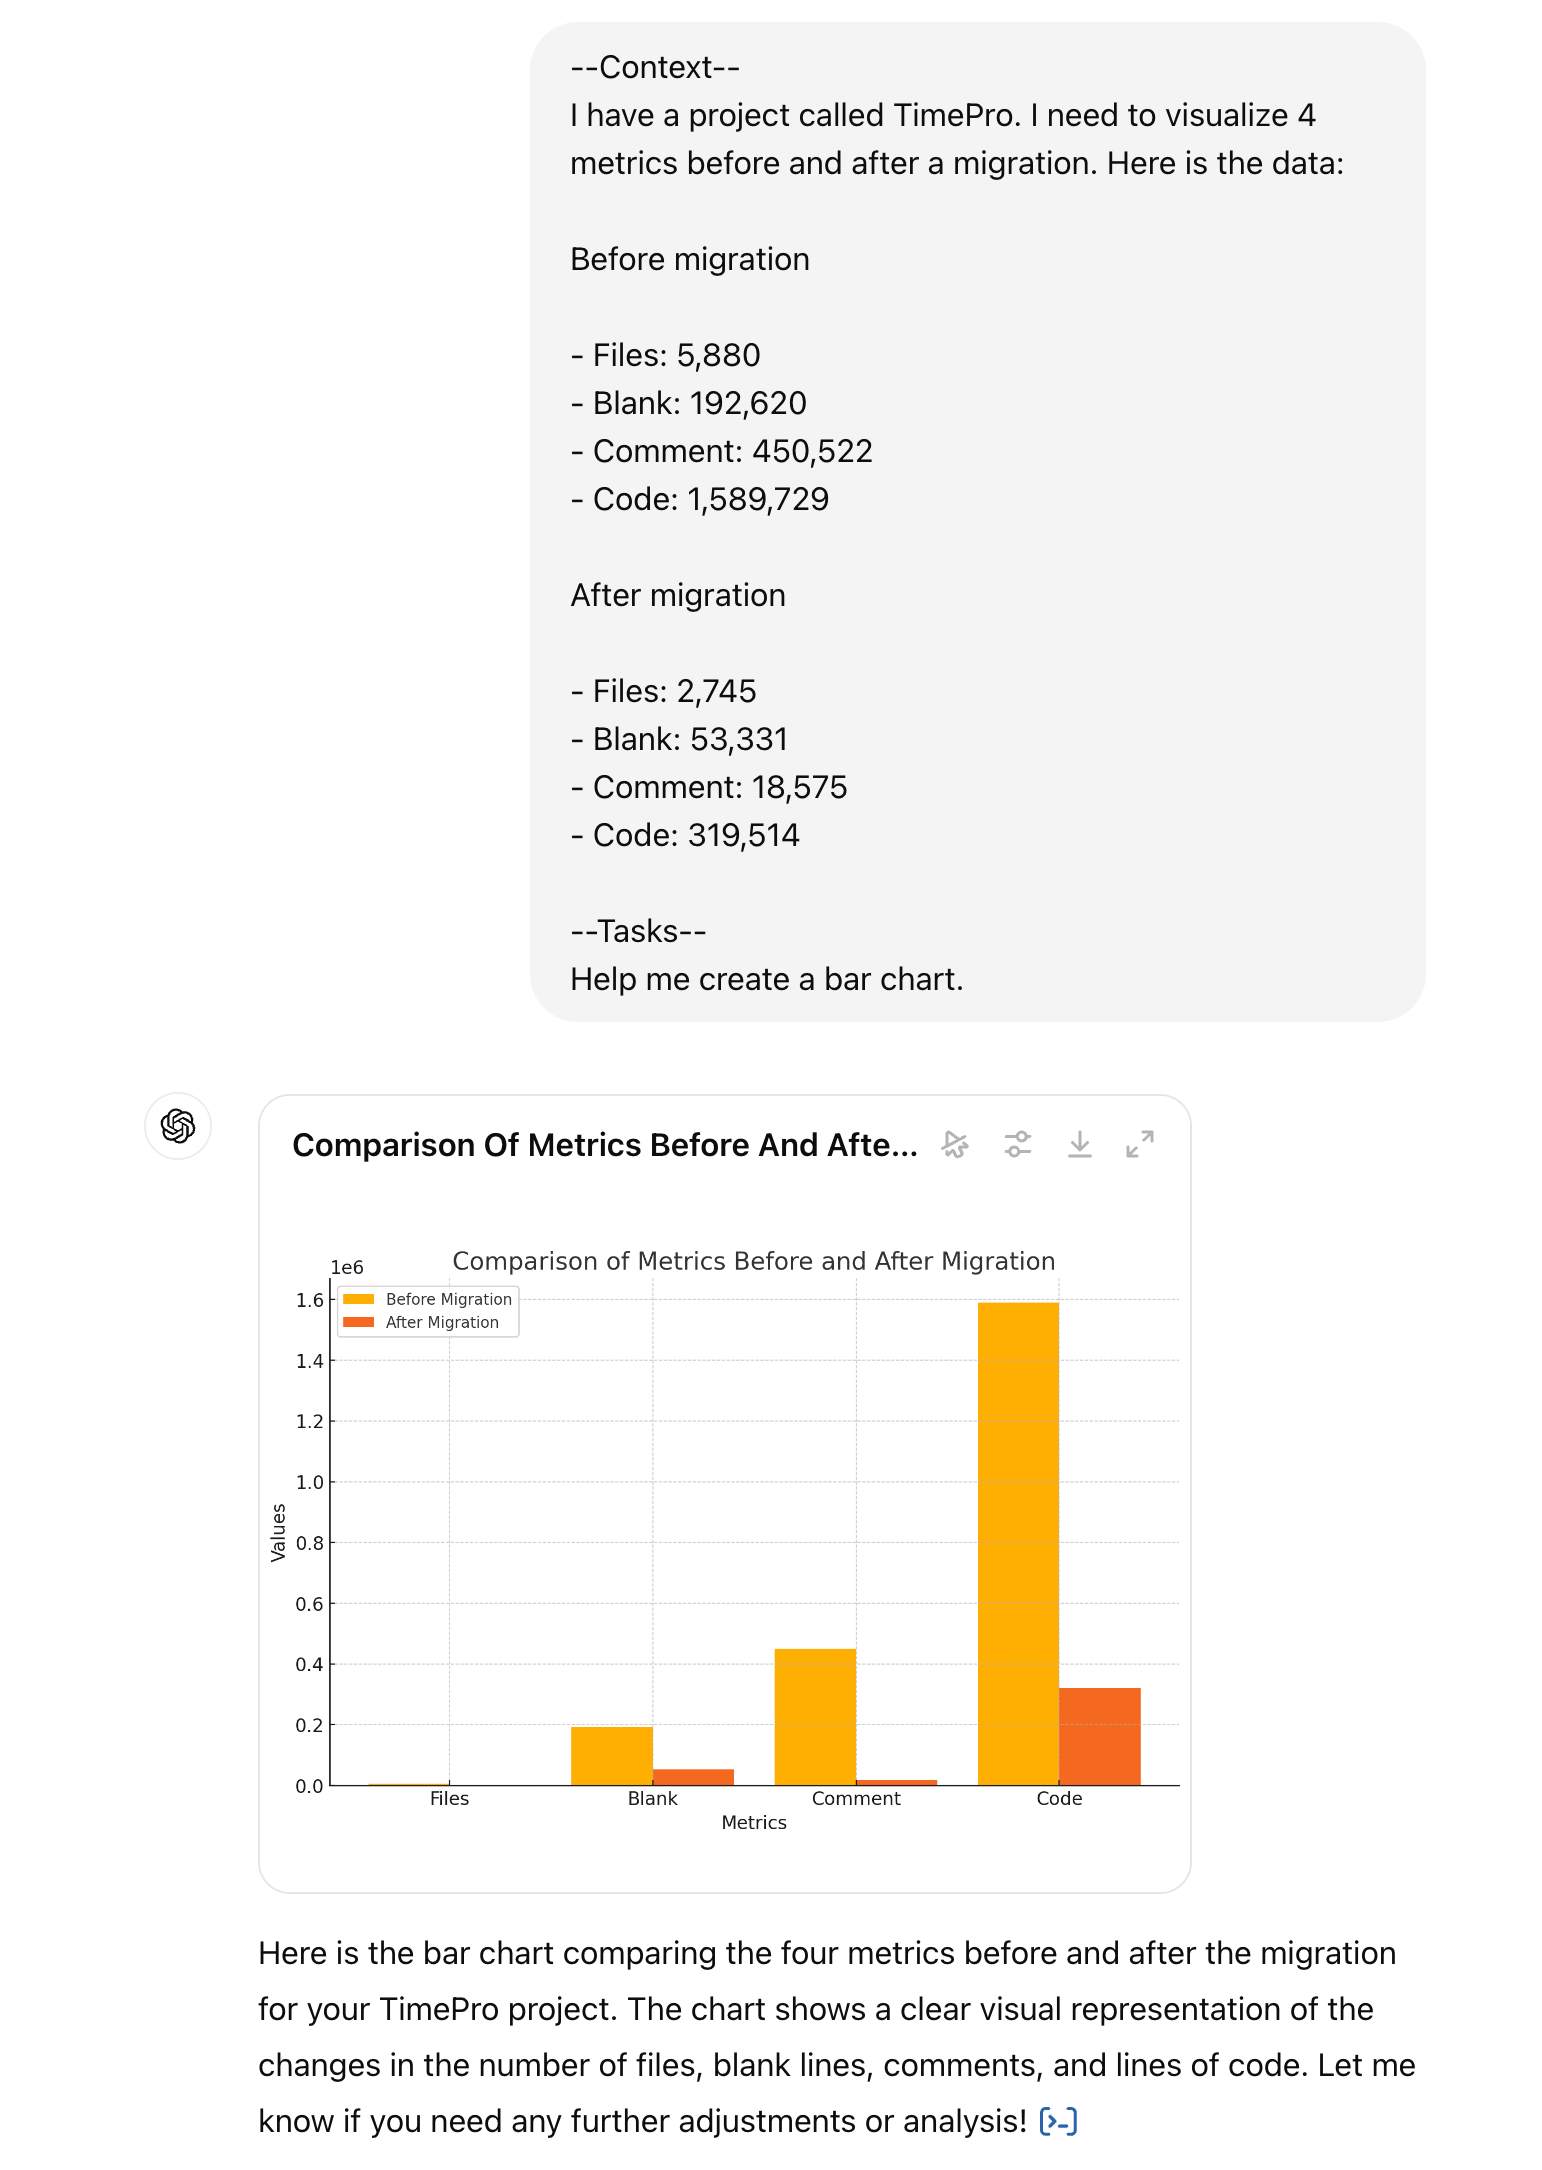 --Context--
I have a project called TimePro. I need to visualize 4
metrics before and after a migration. Here is the data:
Before migration
- Files: 5,880
- Blank: 192,620
- Comment: 450,522
- Code: 1,589,729
After migration
- Files: 2,745
- Blank: 53,331
- Comment: 18,575
- Code: 319,514
--Tasks--
Help me create a bar chart.
Comparison Of Metrics Before And Afte...
Comparison of Metrics Before and After Migration
1e6
Before Migration
After Migration
1.6
1.4
1.2
1.0
0.8
0.6
0.4
0.2
0.0
Values
Files Blank Comment Code
Metrics
Here is the bar chart comparing the four metrics before and after the migration
for your TimePro project. The chart shows a clear visual representation of the
changes in the number of files, blank lines, comments, and lines of code. Let me
know if you need any further adjustments or analysis!